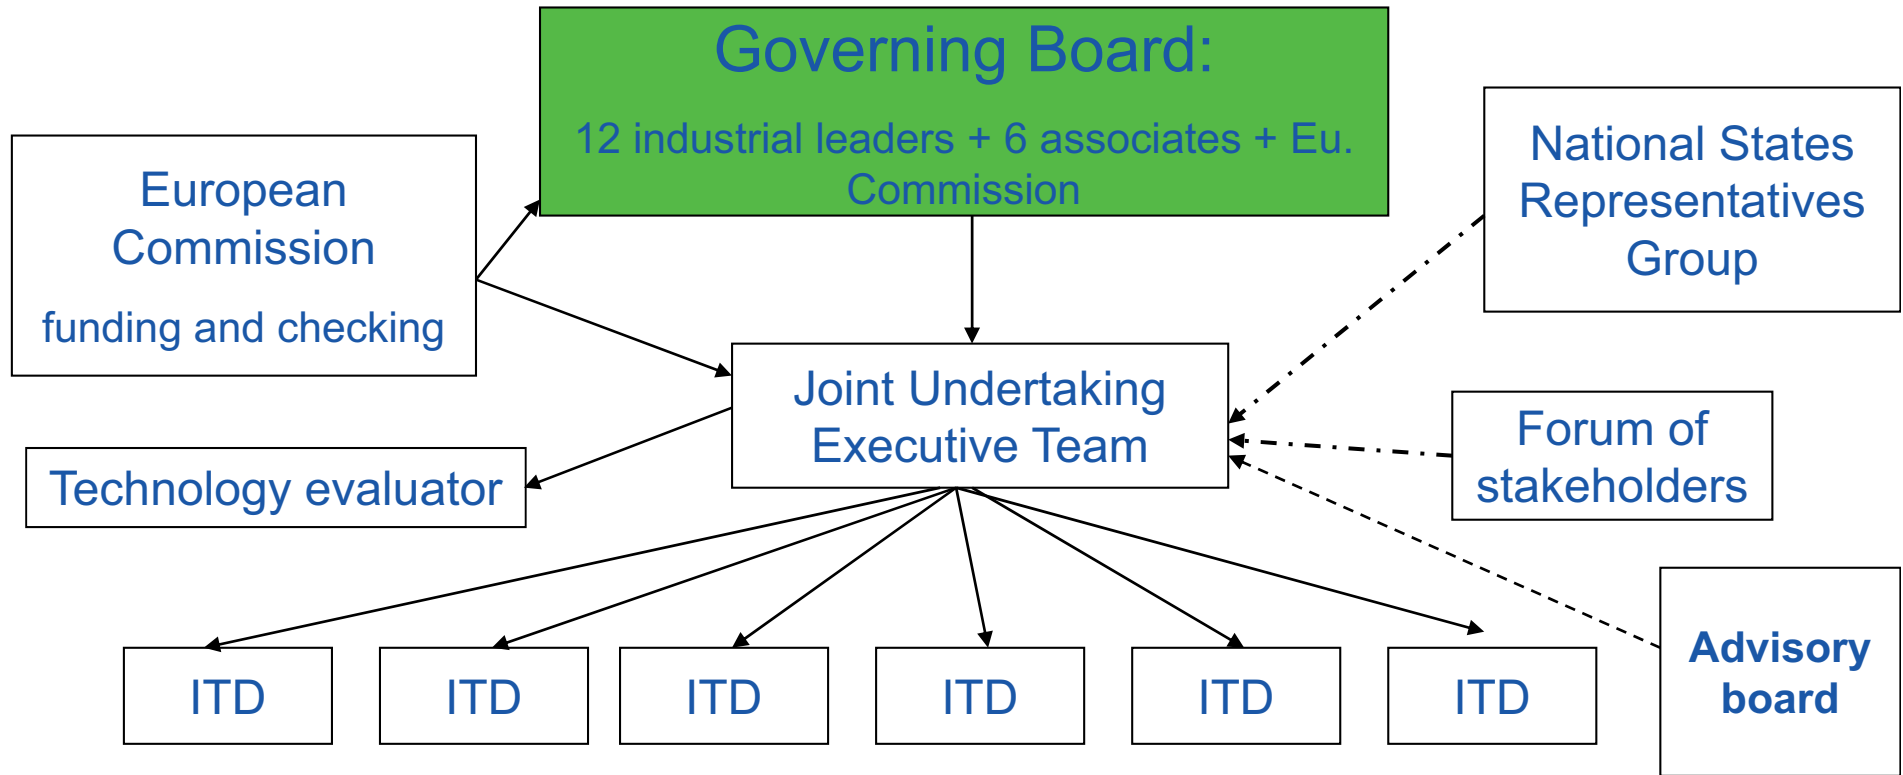 Governing Board:
12 industrial leaders + 6 associates + Eu.
Commission
European
Commission
funding and checking
National States
Representatives
Group
Joint Undertaking
Executive Team
Forum of
stakeholders
Technology evaluator
Advisory
board
ITD
ITD
ITD
ITD
ITD
ITD